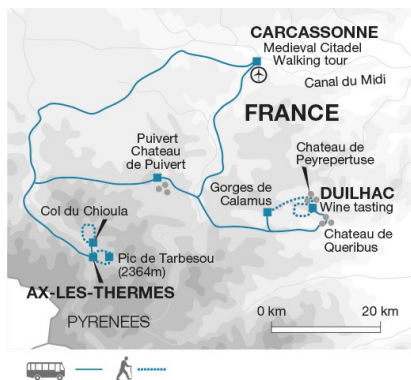 CARCASSONNE
Medieval Citadel
Walking tour
Canal du Midi
FRANCE
Puivert
Chateau
de Puivert
Chateau de
Peyrepertuse
Gorges de
Calamus
DUILHAC
Wine tasting
Col du Chioula
Chateau de
Queribus
Pic de Tarbesou
(2364m)
AX-LES-THERMES
PYRENEES
0 km
20 km